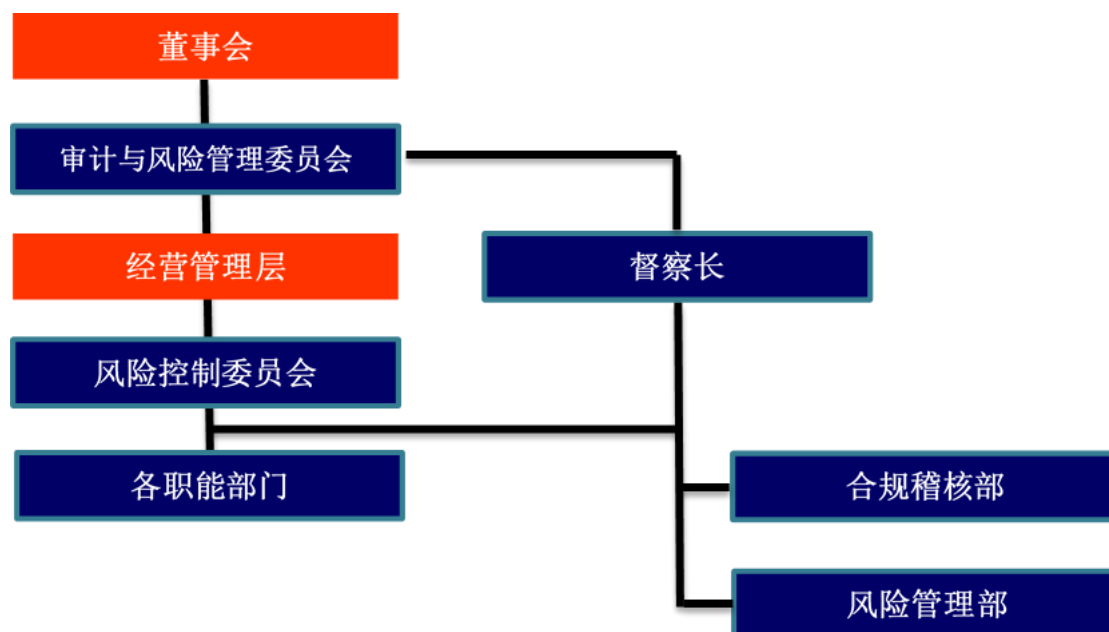 董事会
审计与风险管理委员会
经营管理层
督察长
风险控制委员会
各职能部门
合规稽核部
风险管理部